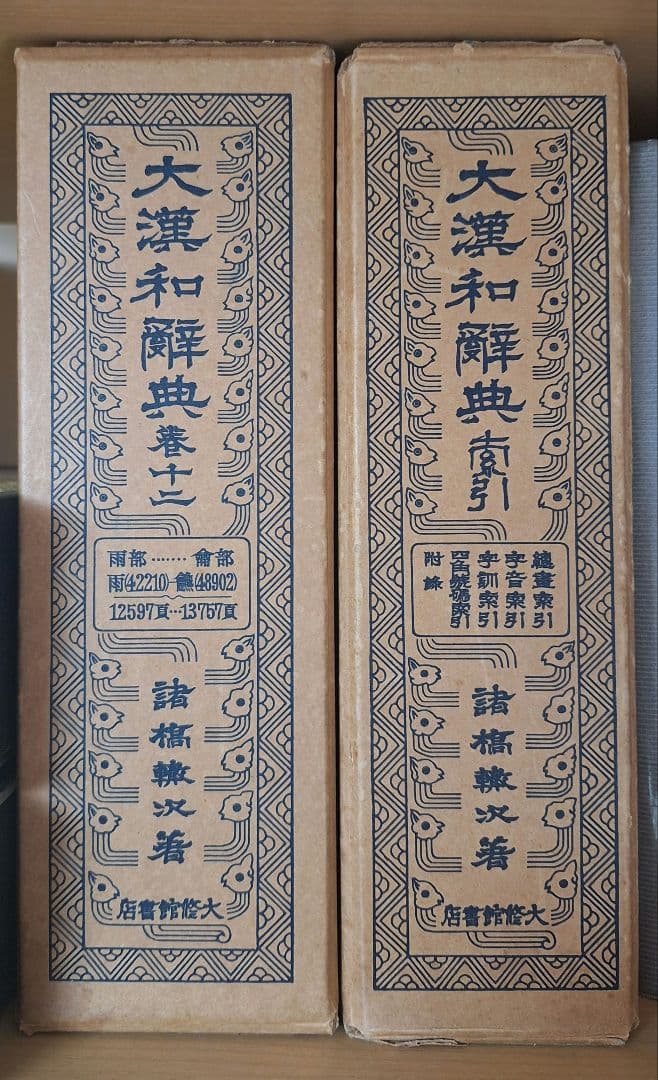 大漢和辭典卷十二
雨部……龠部
雨(42210)—(48902)
12597頁…13757頁
諸橋轍次著
大修館書店
大漢和辭典索引
總畫索引
字音索引
字訓索引
四角號碼索引
附錄
諸橋轍次著
大修館書店